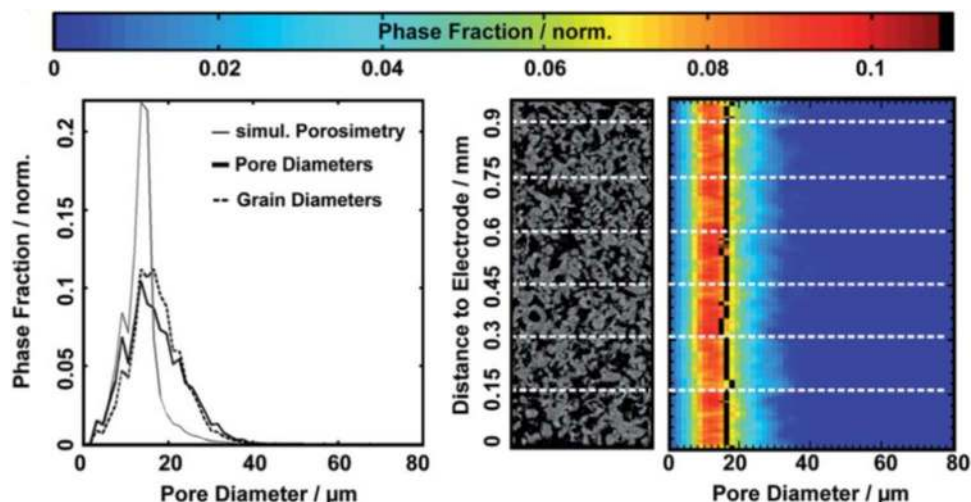 Phase Fraction / norm.
0 0.02 0.04 0.06 0.08 0.1
Phase Fraction / norm.
0 0.05 0.1 0.15 0.2
simul. Porosimetry
Pore Diameters
Grain Diameters
0 20 40 60 80
Pore Diameter / µm
Distance to Electrode / mm
0 0.15 0.3 0.45 0.6 0.75 0.9
0 20 40 60 80
Pore Diameter / µm